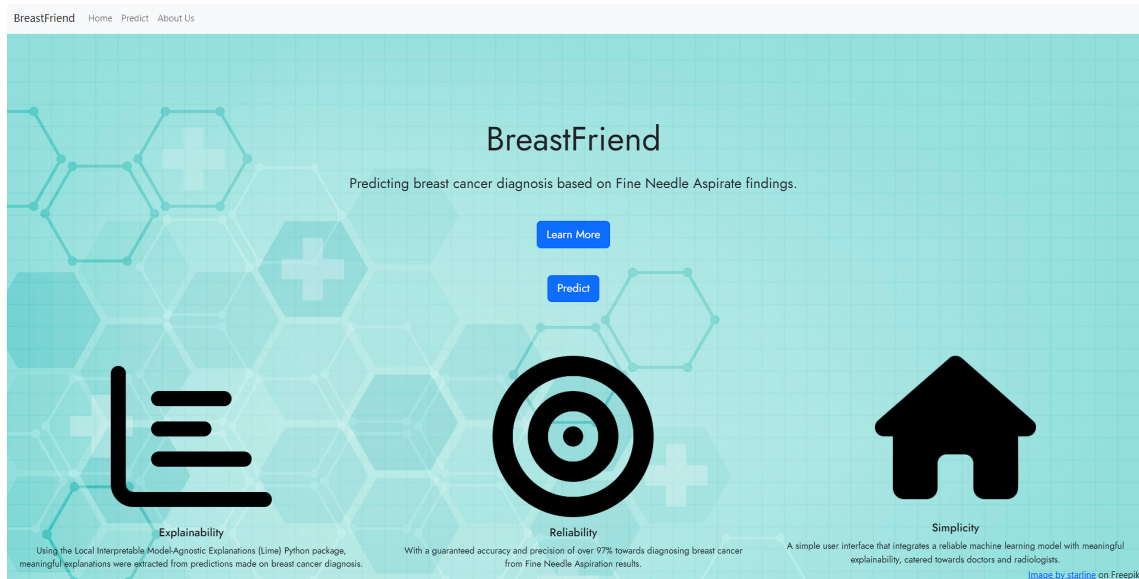 BreastFriend Home Predict About Us
BreastFriend
Predicting breast cancer diagnosis based on Fine Needle Aspirate findings.
Learn More
Predict
Explainability
Using the Local Interpretable Model-Agnostic Explanations (Lime) Python package,
meaningful explanations were extracted from predictions made on breast cancer diagnosis.
Reliability
With a guaranteed accuracy and precision of over 97% towards diagnosing breast cancer
from Fine Needle Aspiration results.
Simplicity
A simple user interface that integrates a reliable machine learning model with meaningful
explainability, catered towards doctors and radiologists.
Image by starline on Freepik